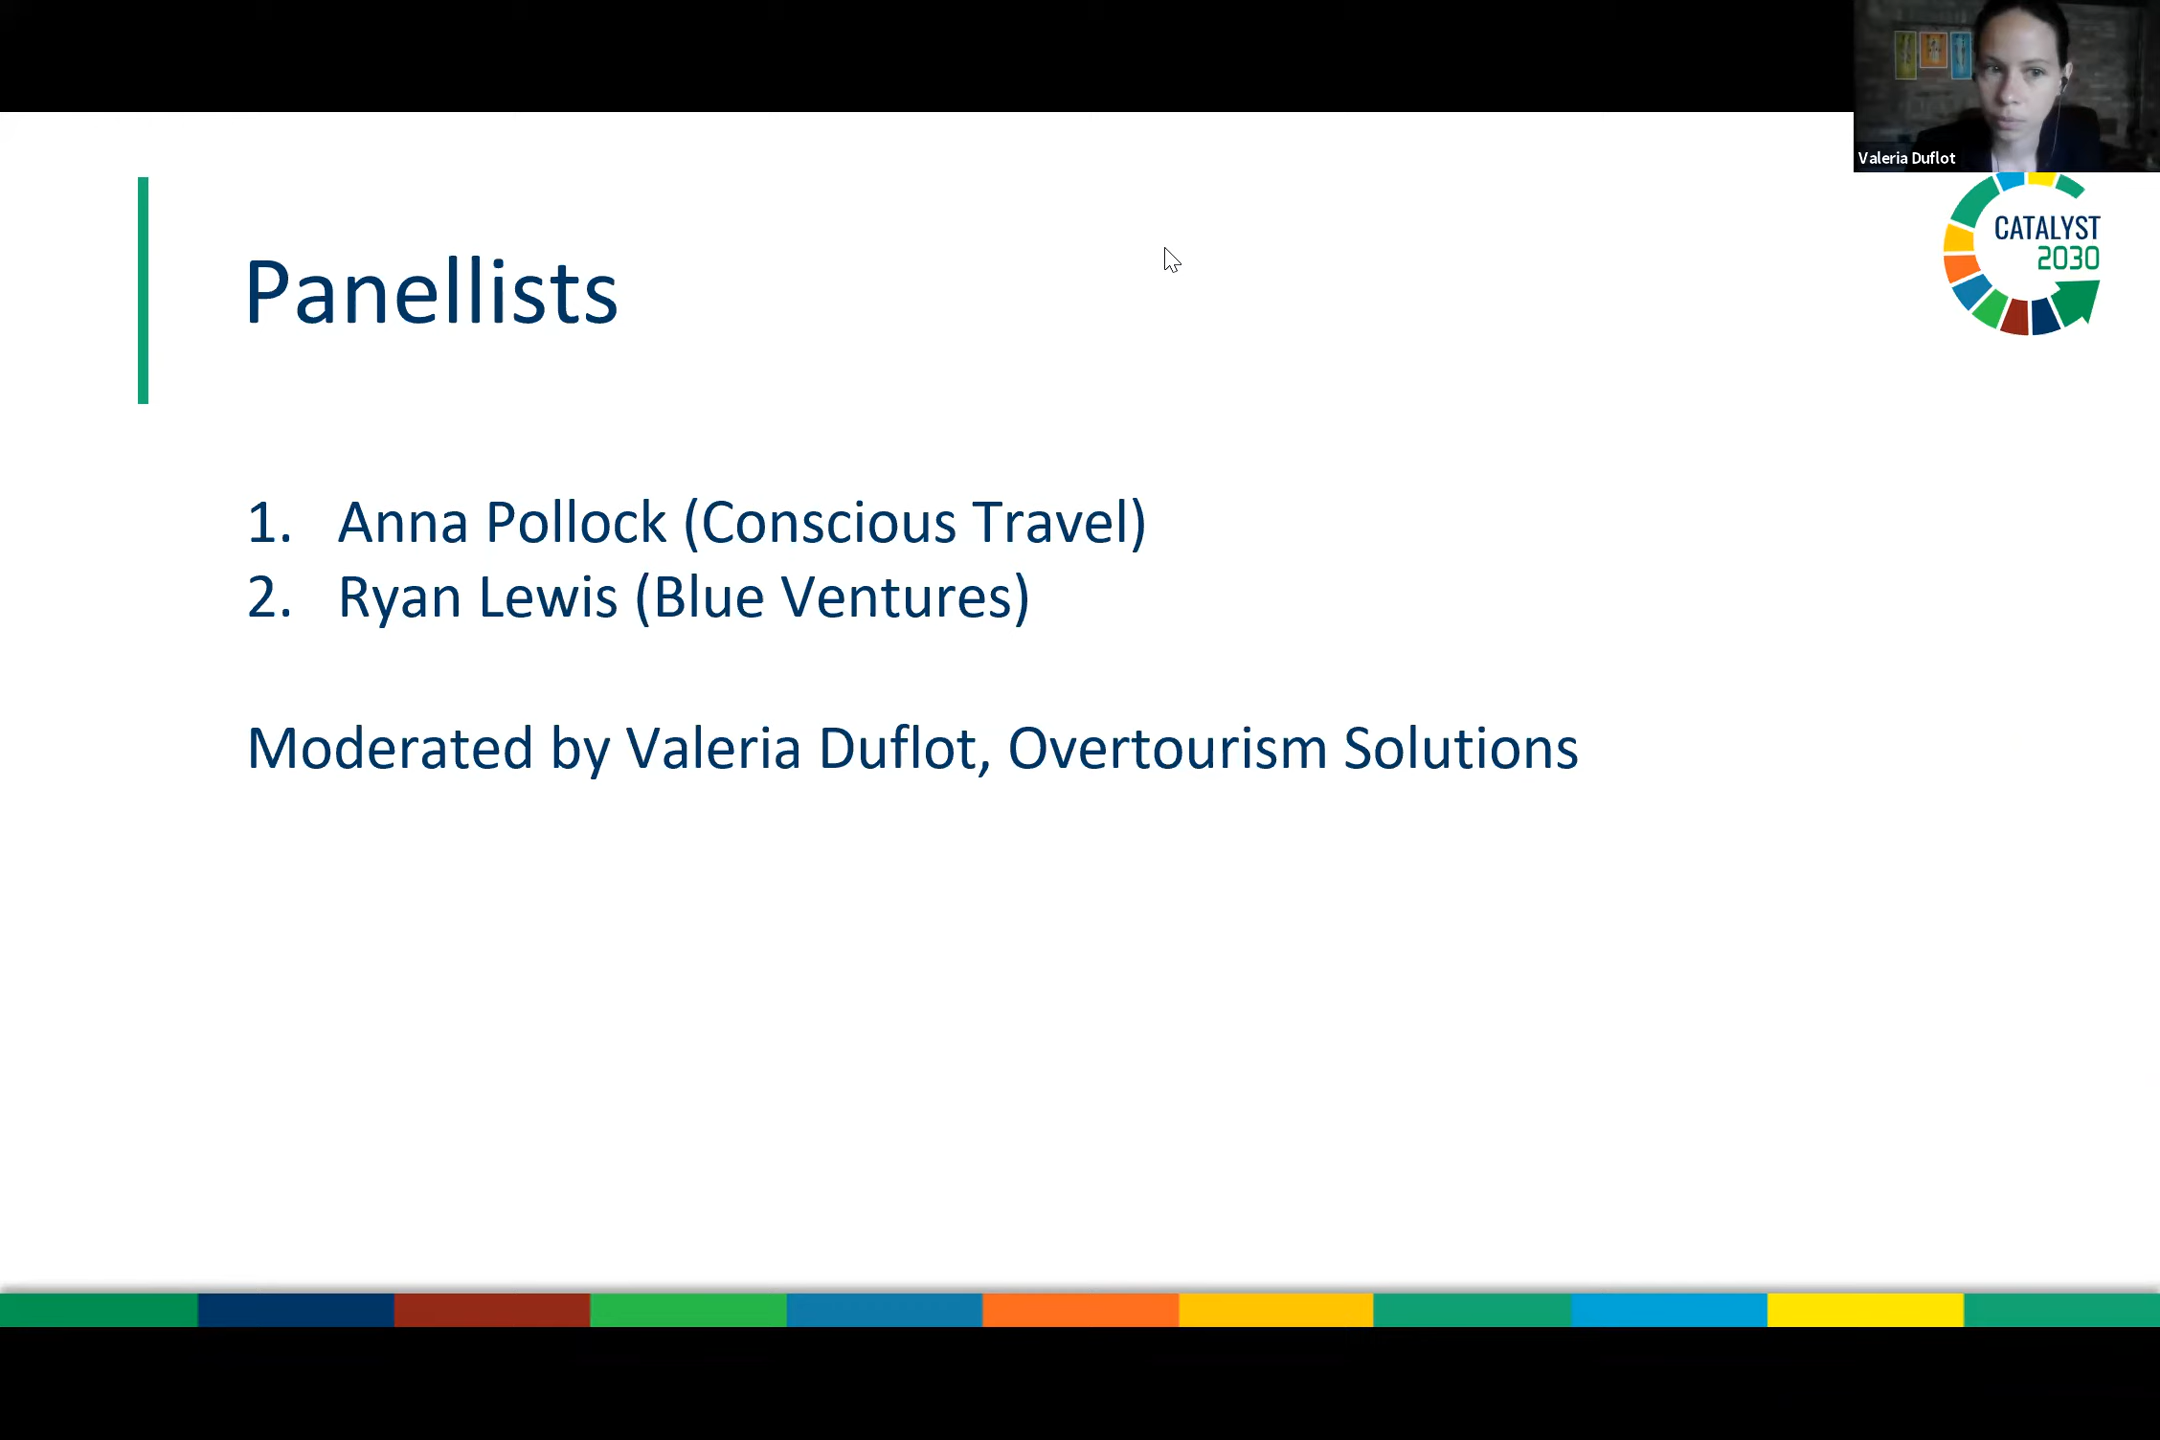 Valeria Duflot
CATALYST
2030
Panellists
1. Anna Pollock (Conscious Travel)
2. Ryan Lewis (Blue Ventures)
Moderated by Valeria Duflot, Overtourism Solutions